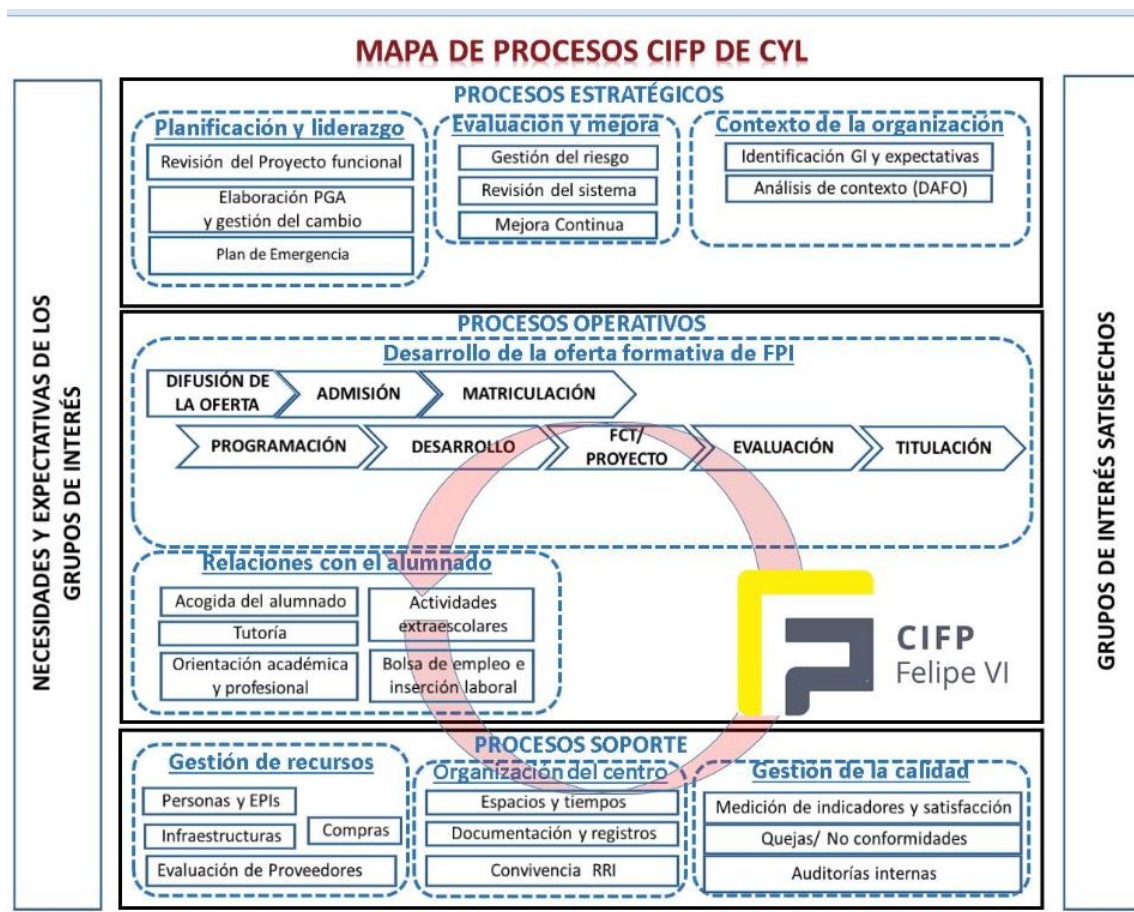 MAPA DE PROCESOS CIFP DE CYL
NECESIDADES Y EXPECTATIVAS DE LOS
GRUPOS DE INTERÉS
PROCESOS ESTRATÉGICOS
Planificación y liderazgo
Revisión del Proyecto funcional
Elaboración PGA
y gestión del cambio
Plan de Emergencia
Evaluación y mejora
Gestión del riesgo
Revisión del sistema
Mejora Continua
Contexto de la organización
Identificación GI y expectativas
Análisis de contexto (DAFO)
PROCESOS OPERATIVOS
Desarrollo de la oferta formativa de FPI
DIFUSIÓN DE
LA OFERTA
ADMISIÓN
MATRICULACIÓN
PROGRAMACIÓN
DESARROLLO
FCT/
PROYECTO
EVALUACIÓN
TITULACIÓN
Relaciones con el alumnado
Acogida del alumnado
Tutoría
Orientación académica
y profesional
Actividades
extraescolares
Bolsa de empleo e
inserción laboral
CIFP
Felipe VI
PROCESOS SOPORTE
Gestión de recursos
Personas y EPIs
Infraestructuras
Compras
Evaluación de Proveedores
Organización del centro
Espacios y tiempos
Documentación y registros
Convivencia RRI
Gestión de la calidad
Medición de indicadores y satisfacción
Quejas/ No conformidades
Auditorías internas
GRUPOS DE INTERÉS SATISFECHOS